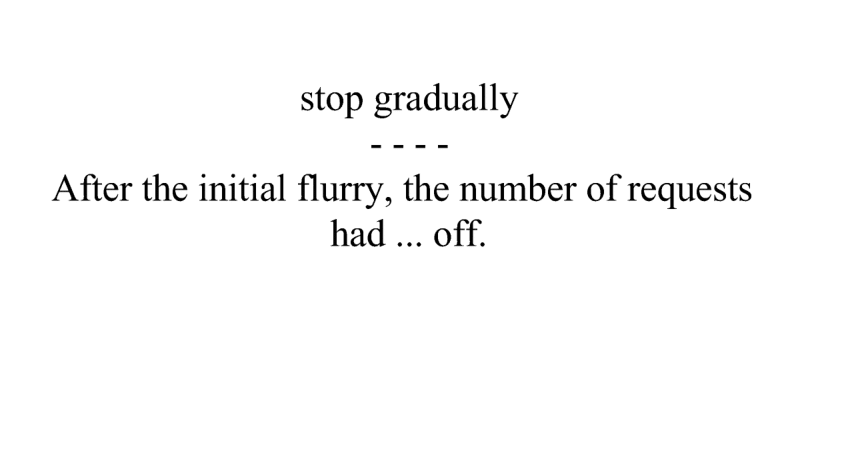 stop gradually
- - - -
After the initial flurry, the number of requests
had ... off.